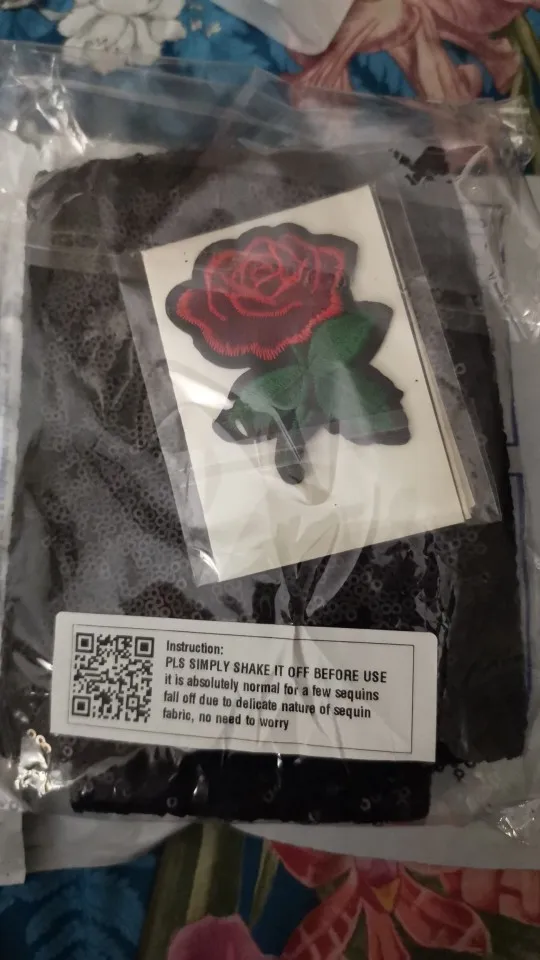 Instruction:
PLS SIMPLY SHAKE IT OFF BEFORE USE
it is absolutely normal for a few sequins
fall off due to delicate nature of sequin
fabric, no need to worry